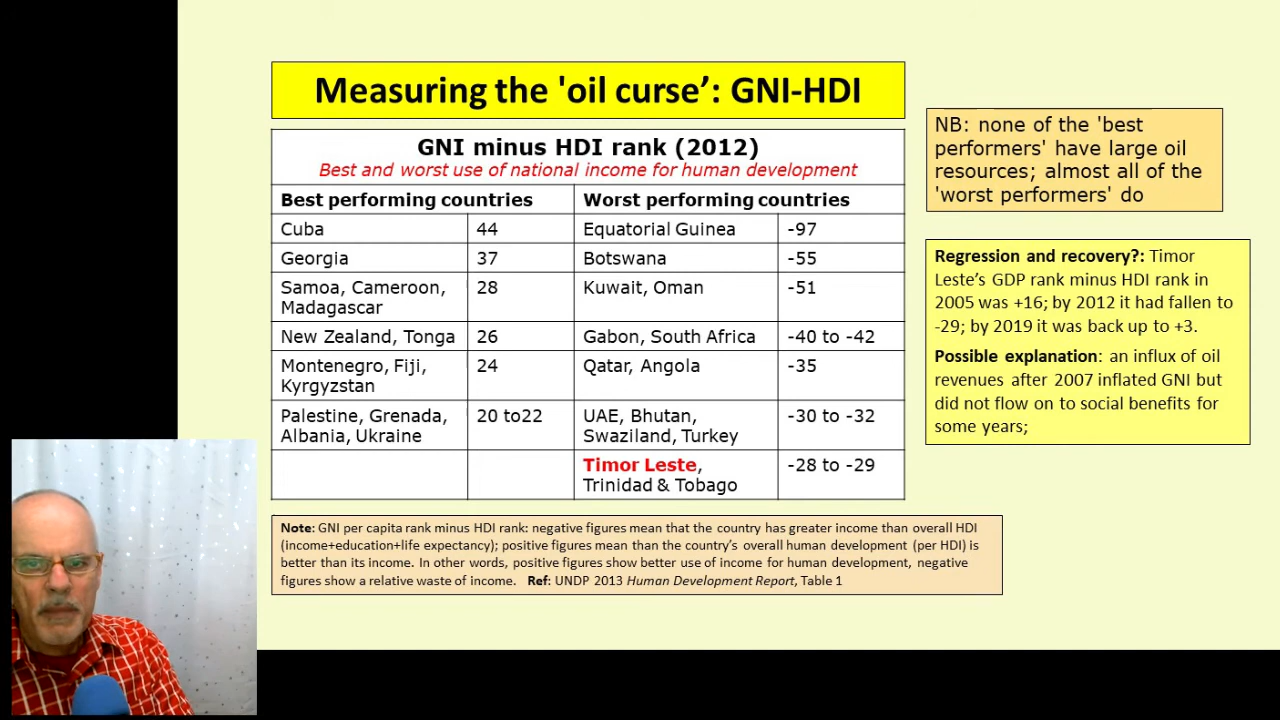 Measuring the 'oil curse’: GNI-HDI
GNI minus HDI rank (2012)
Best and worst use of national income for human development
Best performing countries Worst performing countries
Cuba 44 Equatorial Guinea -97
Georgia 37 Botswana -55
Samoa, Cameroon, 28 Kuwait, Oman -51
Madagascar
New Zealand, Tonga 26 Gabon, South Africa -40 to -42
Montenegro, Fiji, 24 Qatar, Angola -35
Kyrgyzstan
Palestine, Grenada, 20 to22 UAE, Bhutan, -30 to -32
Albania, Ukraine Swaziland, Turkey
Timor Leste, -28 to -29
Trinidad & Tobago
Note: GNI per capita rank minus HDI rank: negative figures mean that the country has greater income than overall HDI
(income+education+life expectancy); positive figures mean than the country’s overall human development (per HDI) is
better than its income. In other words, positive figures show better use of income for human development, negative
figures show a relative waste of income. Ref: UNDP 2013 Human Development Report, Table 1
NB: none of the 'best
performers' have large oil
resources; almost all of the
'worst performers' do
Regression and recovery?: Timor
Leste’s GDP rank minus HDI rank in
2005 was +16; by 2012 it had fallen to
-29; by 2019 it was back up to +3.
Possible explanation: an influx of oil
revenues after 2007 inflated GNI but
did not flow on to social benefits for
some years;